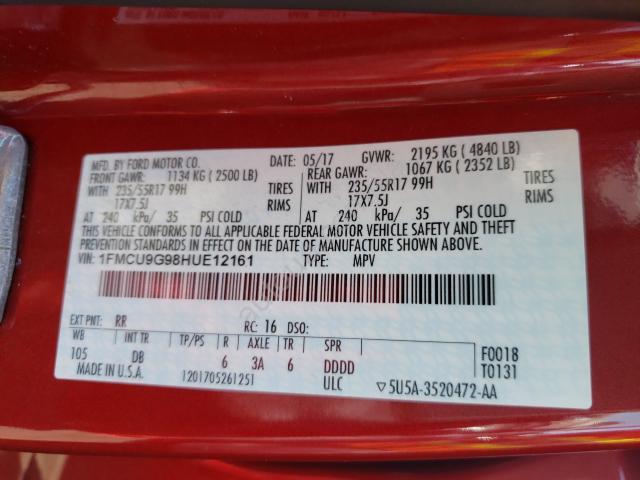 MFD. BY FORD MOTOR CO. DATE: 05/17 GVWR: 2195 KG ( 4840 LB)
FRONT GAWR: 1134 KG ( 2500 LB) REAR GAWR: 1067 KG ( 2352 LB)
WITH 235/55R17 99H TIRES WITH 235/55R17 99H TIRES
17X7.5J RIMS 17X7.5J RIMS
AT 240 kPa/ 35 PSI COLD AT 240 kPa/ 35 PSI COLD
THIS VEHICLE CONFORMS TO ALL APPLICABLE FEDERAL MOTOR VEHICLE SAFETY AND THEFT
PREVENTION STANDARDS IN EFFECT ON THE DATE OF MANUFACTURE SHOWN ABOVE.
VIN: 1FMCU9G98HUE12161 TYPE: MPV
EXT PNT: RR RC: 16 DSO:
WB INT TR TP/PS R AXLE TR SPR
105 DB 6 3A 6 DDDD F0018
MADE IN U.S.A. 1201705261251 ULC T0131
▽5U5A-3520472-AA